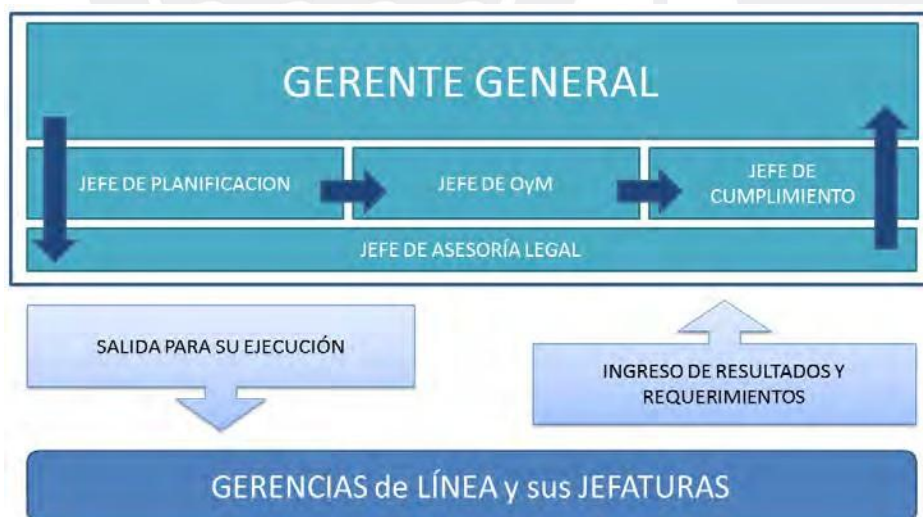 GERENTE GENERAL
JEFE DE PLANIFICACION
JEFE DE OyM
JEFE DE
CUMPLIMIENTO
JEFE DE ASESORÍA LEGAL
SALIDA PARA SU EJECUCIÓN
INGRESO DE RESULTADOS Y
REQUERIMIENTOS
GERENCIAS de LÍNEA y sus JEFATURAS